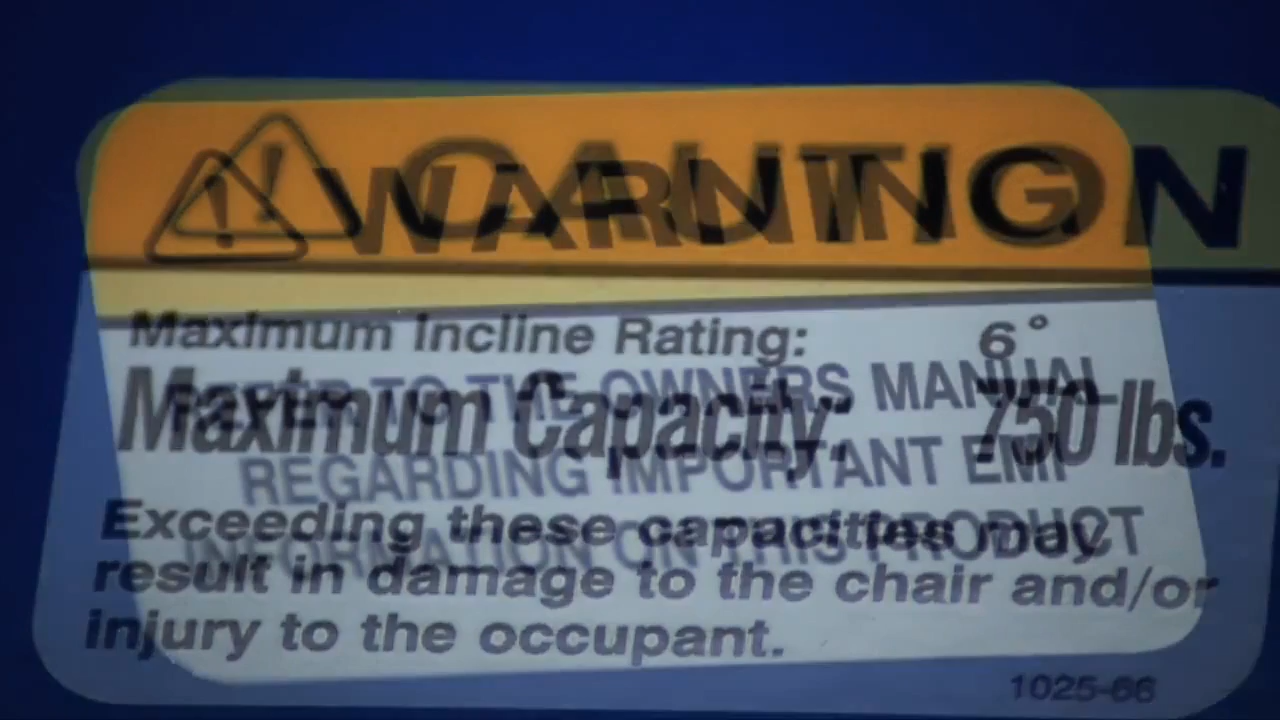 CAUTION
WARNING
Maximum Incline Rating: 6°
Maximum Capacity: 750 lbs.
Exceeding these capacities may
result in damage to the chair and/or
injury to the occupant.
1025-66
REFER TO THE OWNERS MANUAL
REGARDING IMPORTANT EMI
INFORMATION ON THIS PRODUCT